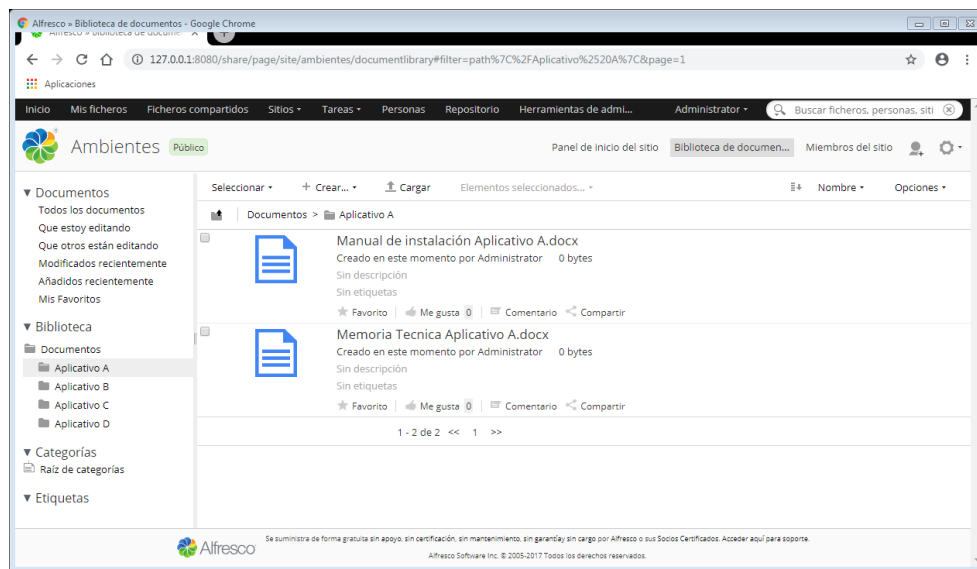 Alfresco » Biblioteca de documentos - Google Chrome
Alfresco » Biblioteca de docume
127.0.0.1:8080/share/page/site/ambientes/documentlibrary#filter=path%7C%2FAplicativo%2520A%7C&page=1
Aplicaciones
Inicio Mis ficheros Ficheros compartidos Sitios Tareas Personas Repositorio Herramientas de admi... Administrator Buscar ficheros, personas, siti
Ambientes Público Panel de inicio del sitio Biblioteca de documen... Miembros del sitio
Seleccionar + Crear... Cargar Elementos seleccionados... Nombre Opciones
Documentos > Aplicativo A
Documentos
Todos los documentos
Que estoy editando
Que otros están editando
Modificados recientemente
Añadidos recientemente
Mis Favoritos
Biblioteca
Documentos
Aplicativo A
Aplicativo B
Aplicativo C
Aplicativo D
Categorías
Raíz de categorías
Etiquetas
Manual de instalación Aplicativo A.docx
Creado en este momento por Administrator 0 bytes
Sin descripción
Sin etiquetas
Favorito Me gusta 0 Comentario Compartir
Memoria Tecnica Aplicativo A.docx
Creado en este momento por Administrator 0 bytes
Sin descripción
Sin etiquetas
Favorito Me gusta 0 Comentario Compartir
1 - 2 de 2 << 1 >>
Alfresco
Se suministra de forma gratuita sin apoyo, sin certificación, sin mantenimiento, sin garantíay sin cargo por Alfresco o sus Socios Certificados. Acceder aquí para soporte.
Alfresco Software Inc. © 2005-2017 Todos los derechos reservados.